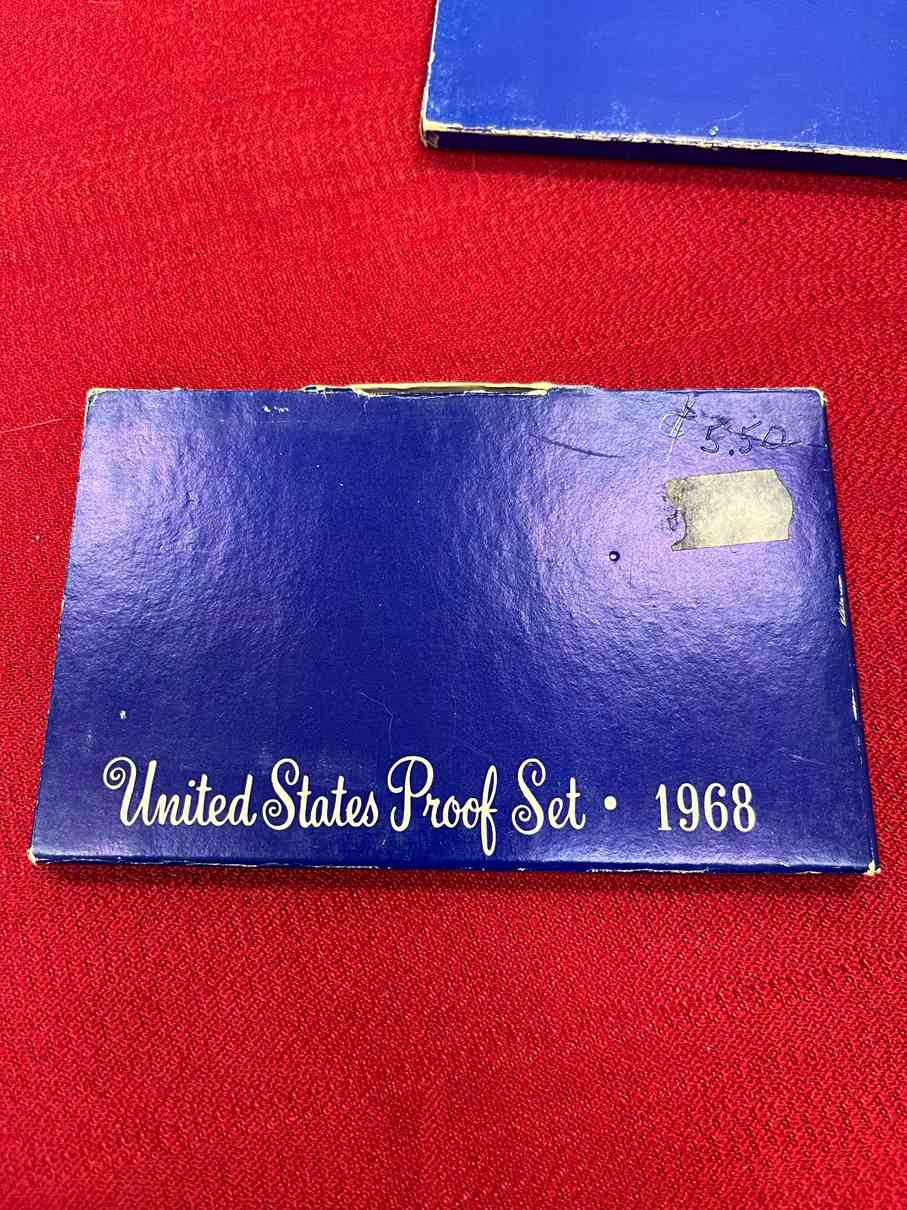 $5.50
United States Proof Set • 1968